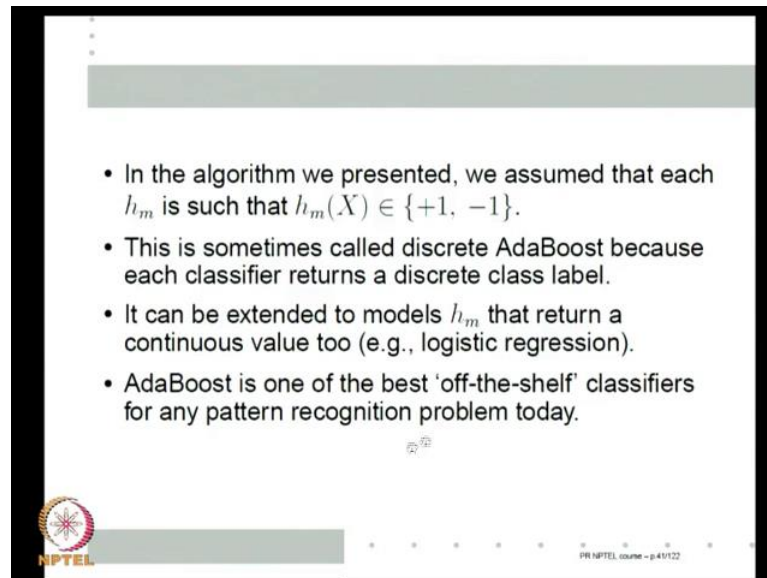 • In the algorithm we presented, we assumed that each
h_m is such that h_m(X) ∈ {+1, −1}.
• This is sometimes called discrete AdaBoost because
each classifier returns a discrete class label.
• It can be extended to models h_m that return a
continuous value too (e.g., logistic regression).
• AdaBoost is one of the best ‘off-the-shelf’ classifiers
for any pattern recognition problem today.
NPTEL
PR NPTEL course – p.41/122